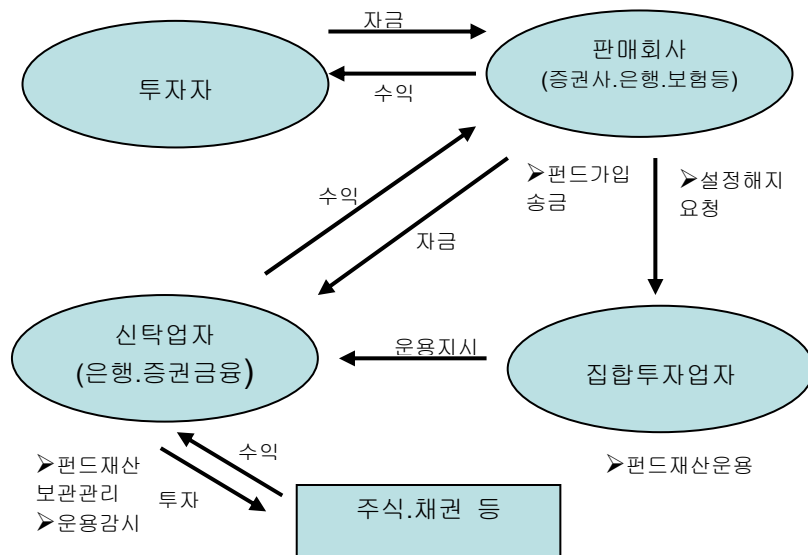 자금
판매회사
(증권사.은행.보험등)
투자자
수익
수익
➢펀드가입
송금
➢설정해지
요청
자금
신탁업자
(은행.증권금융)
운용지시
집합투자업자
수익
➢펀드재산
보관관리
➢운용감시
투자
➢펀드재산운용
주식.채권 등